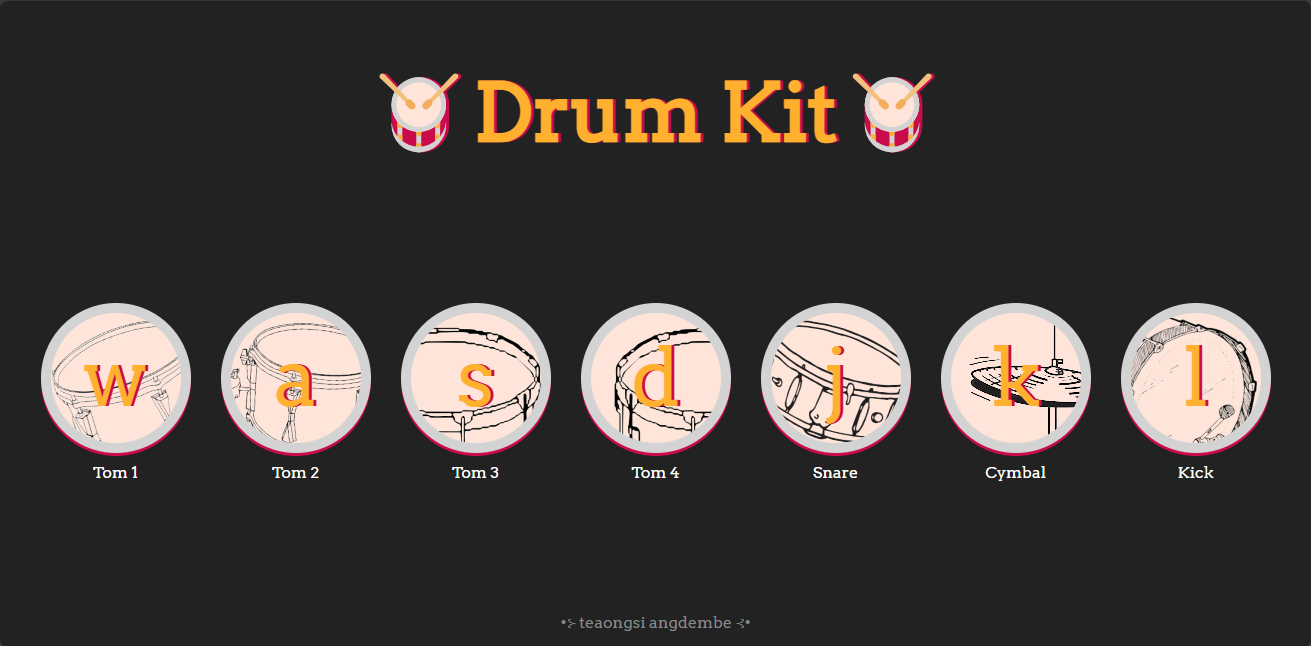 Drum Kit
w a s d j k l
Tom 1 Tom 2 Tom 3 Tom 4 Snare Cymbal Kick
•⊱ teaongsi angdembe ⊰•